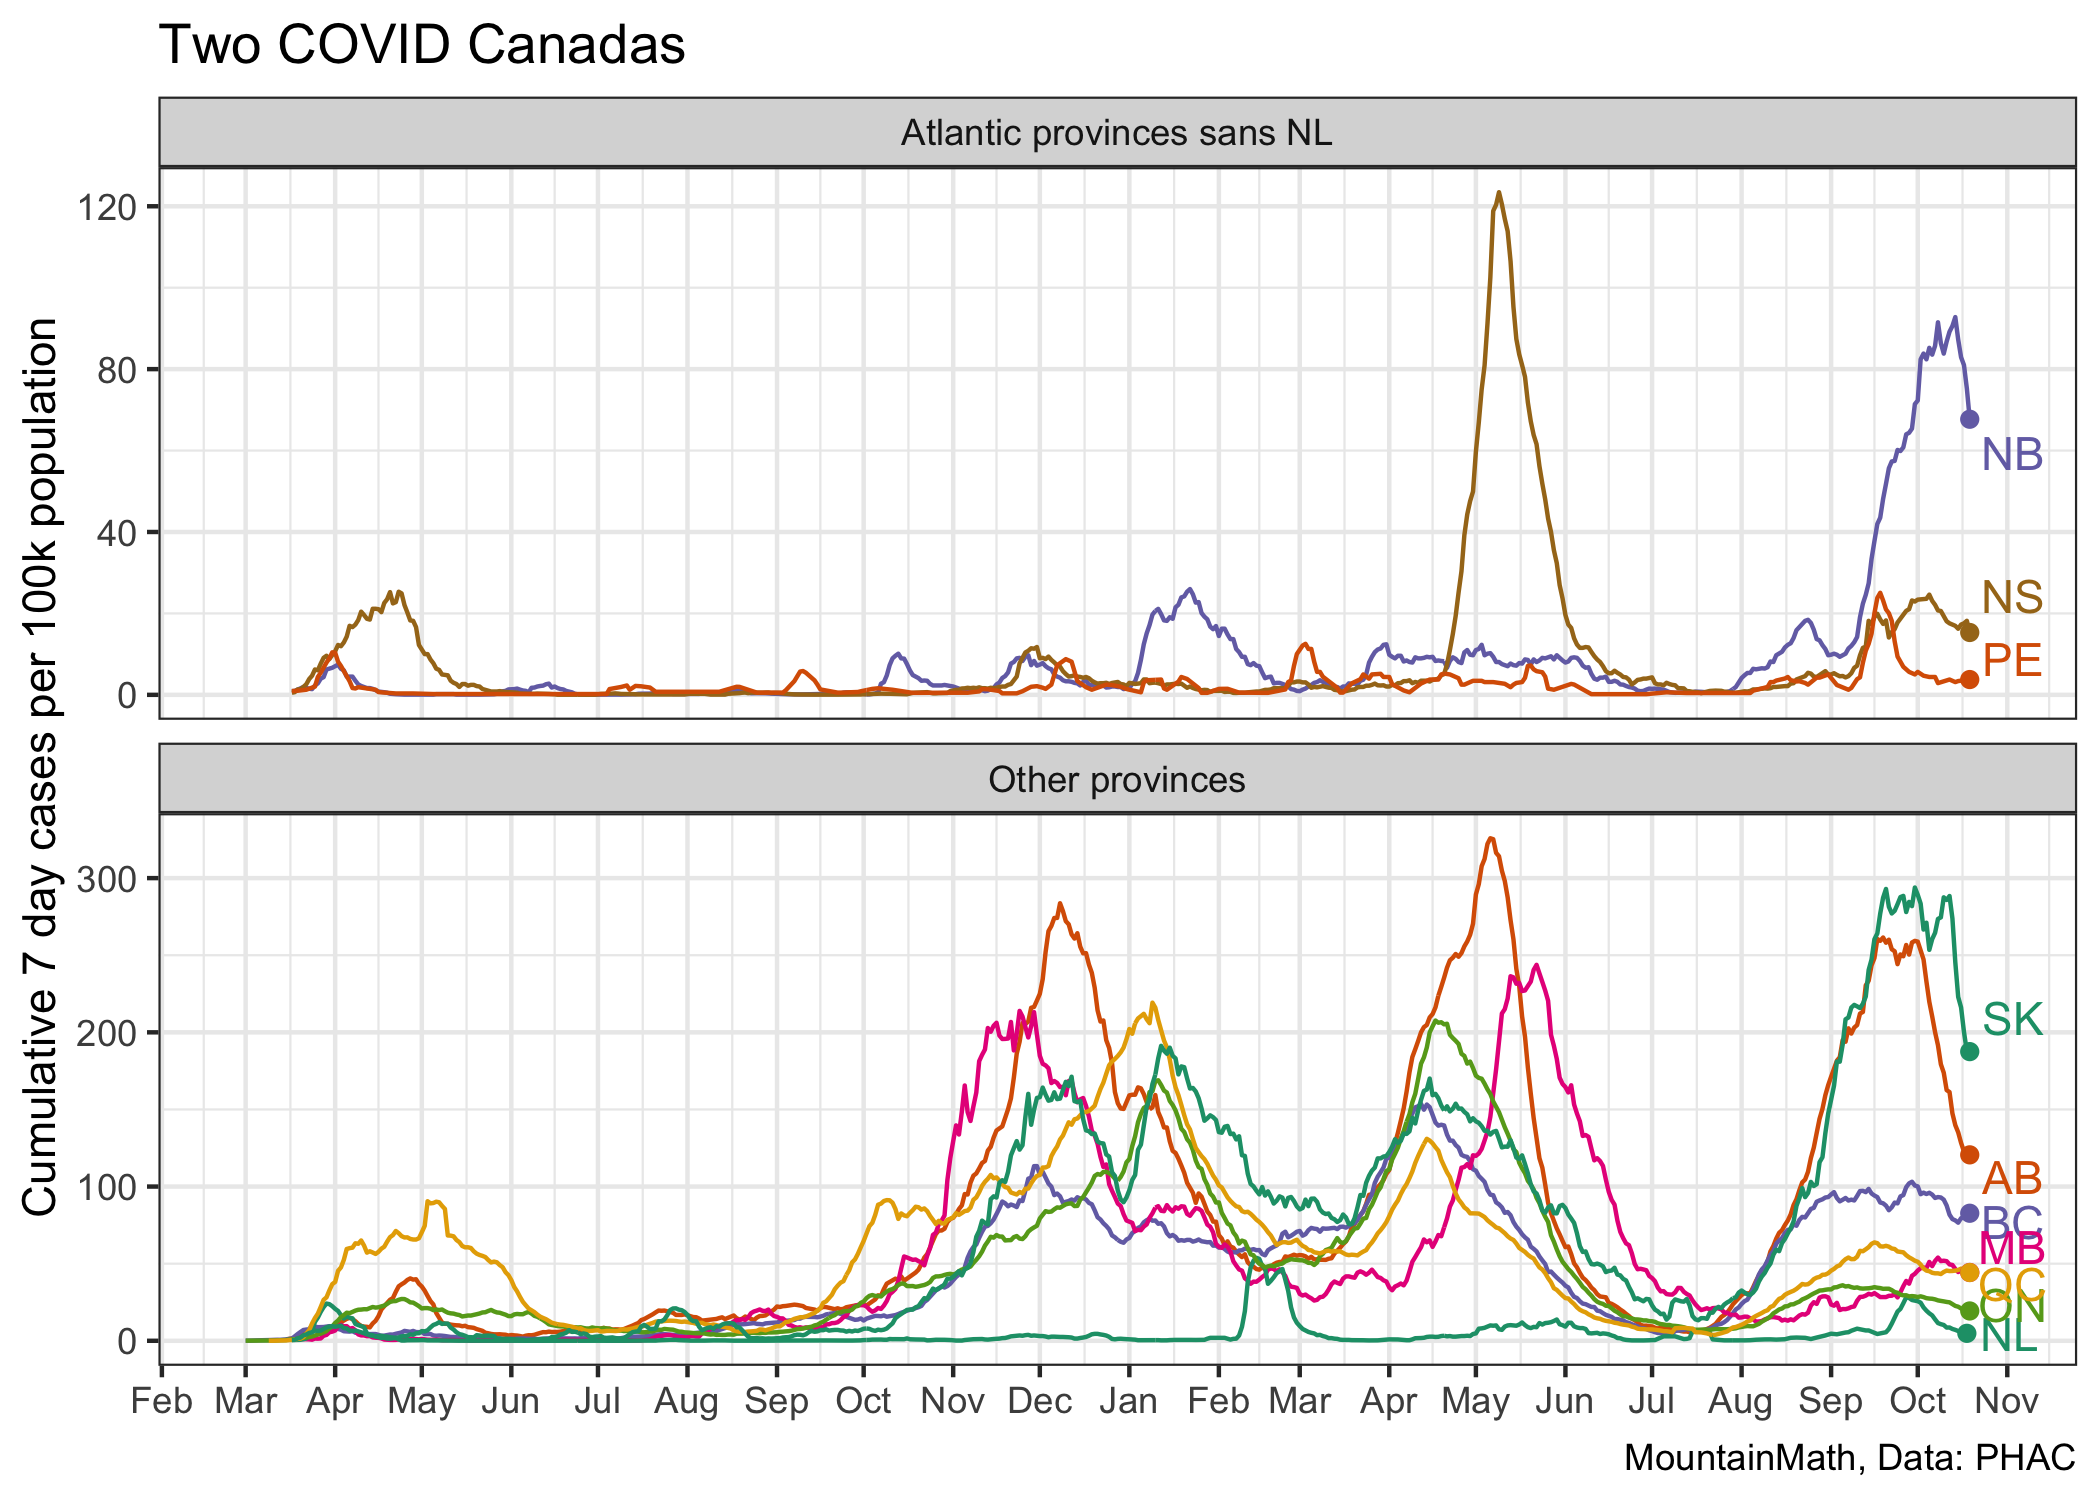 Two COVID Canadas
Atlantic provinces sans NL
Cumulative 7 day cases per 100k population
120
80
40
0
NB
NS
PE
Other provinces
300
200
100
0
SK
AB
BC
MB
QC
ON
NL
Feb Mar Apr May Jun Jul Aug Sep Oct Nov Dec Jan Feb Mar Apr May Jun Jul Aug Sep Oct Nov
MountainMath, Data: PHAC